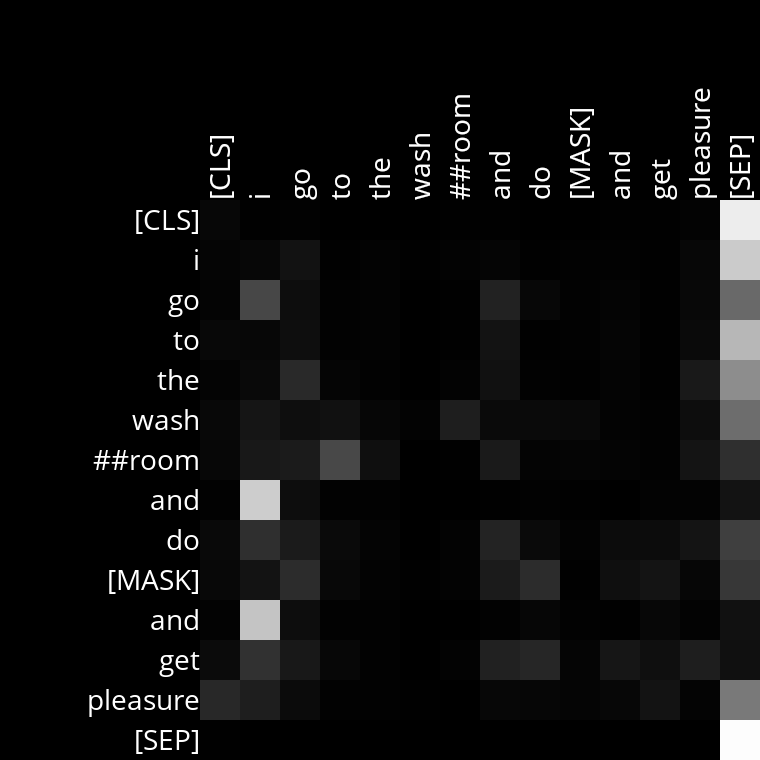 [CLS] i go to the wash ##room and do [MASK] and get pleasure [SEP]
[CLS]
i
go
to
the
wash
##room
and
do
[MASK]
and
get
pleasure
[SEP]